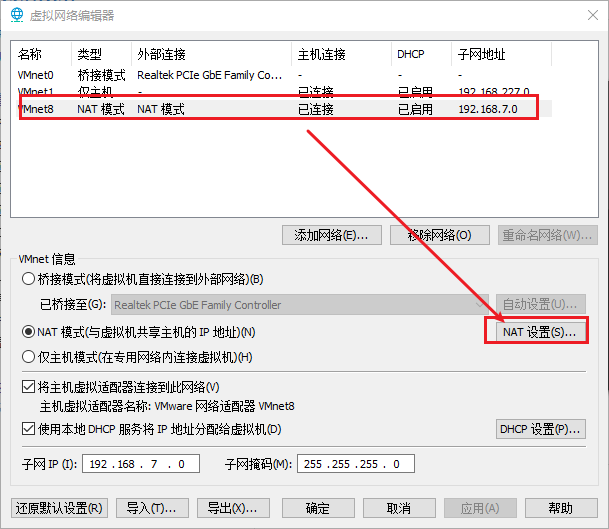 虚拟网络编辑器
名称 类型 外部连接 主机连接 DHCP 子网地址
VMnet0 桥接模式 Realtek PCIe GbE Family Co... - - -
VMnet1 仅主机... - 已连接 已启用 192.168.227.0
VMnet8 NAT 模式 NAT 模式 已连接 已启用 192.168.7.0
添加网络(E)... 移除网络(O) 重命名网络(W)...
VMnet 信息
桥接模式(将虚拟机直接连接到外部网络)(B)
已桥接至(G): Realtek PCIe GbE Family Controller 自动设置(U)...
NAT 模式(与虚拟机共享主机的 IP 地址)(N) NAT 设置(S)...
仅主机模式(在专用网络内连接虚拟机)(H)
将主机虚拟适配器连接到此网络(V)
主机虚拟适配器名称: VMware 网络适配器 VMnet8
使用本地 DHCP 服务将 IP 地址分配给虚拟机(D) DHCP 设置(P)...
子网 IP (I): 192 . 168 . 7 . 0 子网掩码(M): 255 . 255 . 255 . 0
还原默认设置(R) 导入(T)... 导出(X)... 确定 取消 应用(A) 帮助